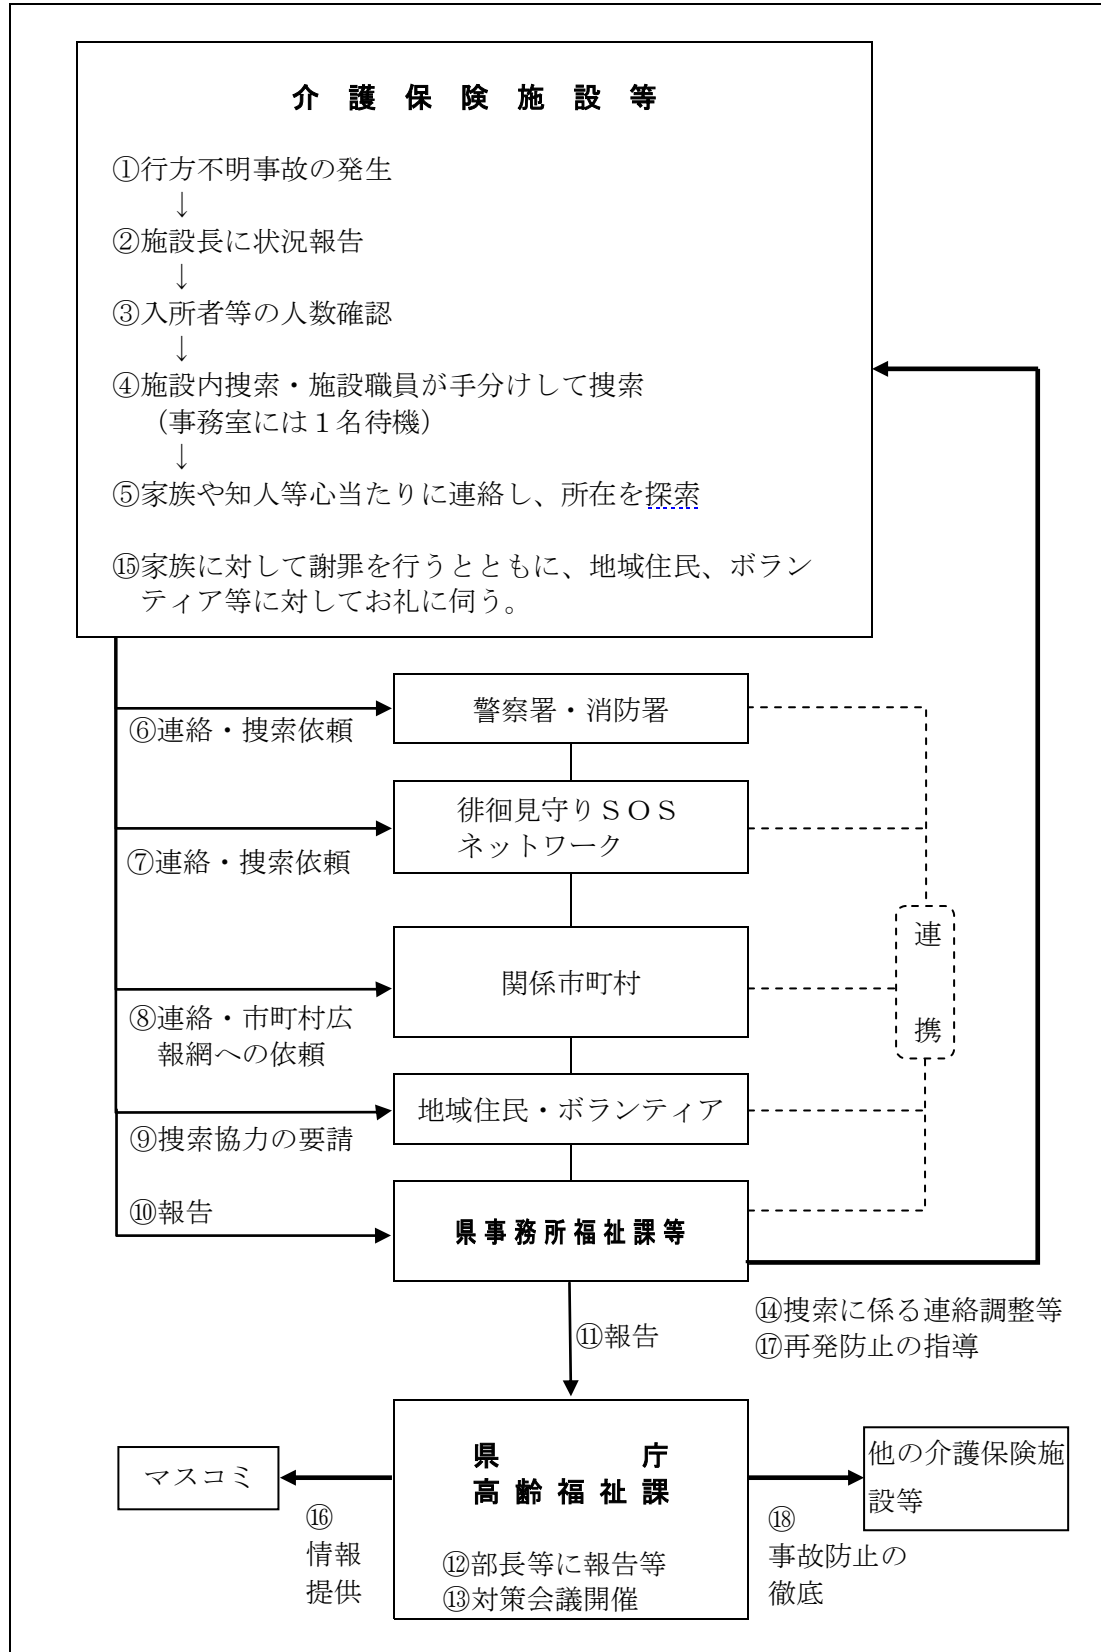 介護保険施設等
①行方不明事故の発生
↓
②施設長に状況報告
↓
③入所者等の人数確認
↓
④施設内捜索・施設職員が手分けして捜索
（事務室には１名待機）
↓
⑤家族や知人等心当たりに連絡し、所在を探索
⑮家族に対して謝罪を行うとともに、地域住民、ボラン
ティア等に対してお礼に伺う。
警察署・消防署
⑥連絡・捜索依頼
徘徊見守りＳＯＳ
ネットワーク
⑦連絡・捜索依頼
連
携
関係市町村
⑧連絡・市町村広
報網への依頼
地域住民・ボランティア
⑨捜索協力の要請
⑩報告
県事務所福祉課等
⑭捜索に係る連絡調整等
⑰再発防止の指導
⑪報告
県庁
高齢福祉課
⑫部長等に報告等
⑬対策会議開催
マスコミ
⑯
情報
提供
他の介護保険施
設等
⑱
事故防止の
徹底